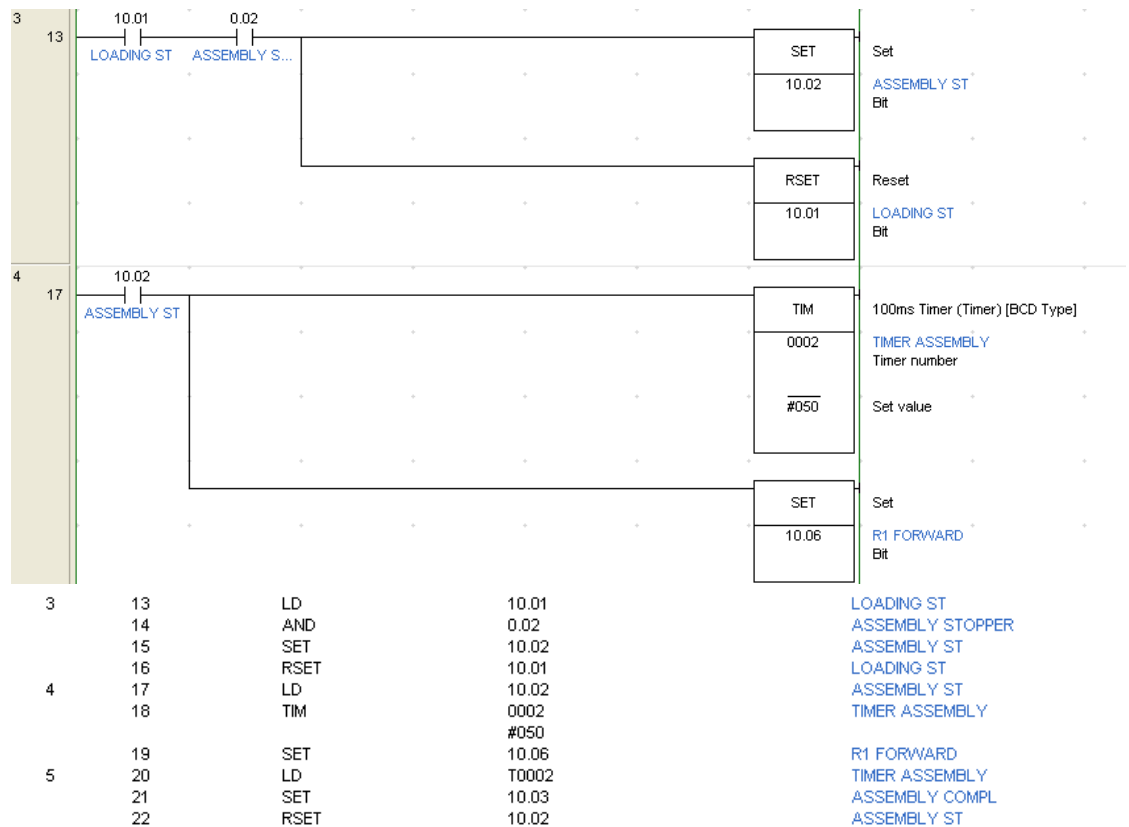 3 10.01 0.02
13 SET Set
LOADING ST ASSEMBLY S...
10.02 ASSEMBLY ST
Bit
RSET Reset
10.01 LOADING ST
Bit
4 10.02
17 TIM 100ms Timer (Timer) [BCD Type]
ASSEMBLY ST
0002 TIMER ASSEMBLY
Timer number
#050 Set value
SET Set
10.06 R1 FORWARD
Bit
3 13 LD 10.01 LOADING ST
14 AND 0.02 ASSEMBLY STOPPER
15 SET 10.02 ASSEMBLY ST
16 RSET 10.01 LOADING ST
4 17 LD 10.02 ASSEMBLY ST
18 TIM 0002 TIMER ASSEMBLY
#050
19 SET 10.06 R1 FORWARD
5 20 LD T0002 TIMER ASSEMBLY
21 SET 10.03 ASSEMBLY COMPL
22 RSET 10.02 ASSEMBLY ST